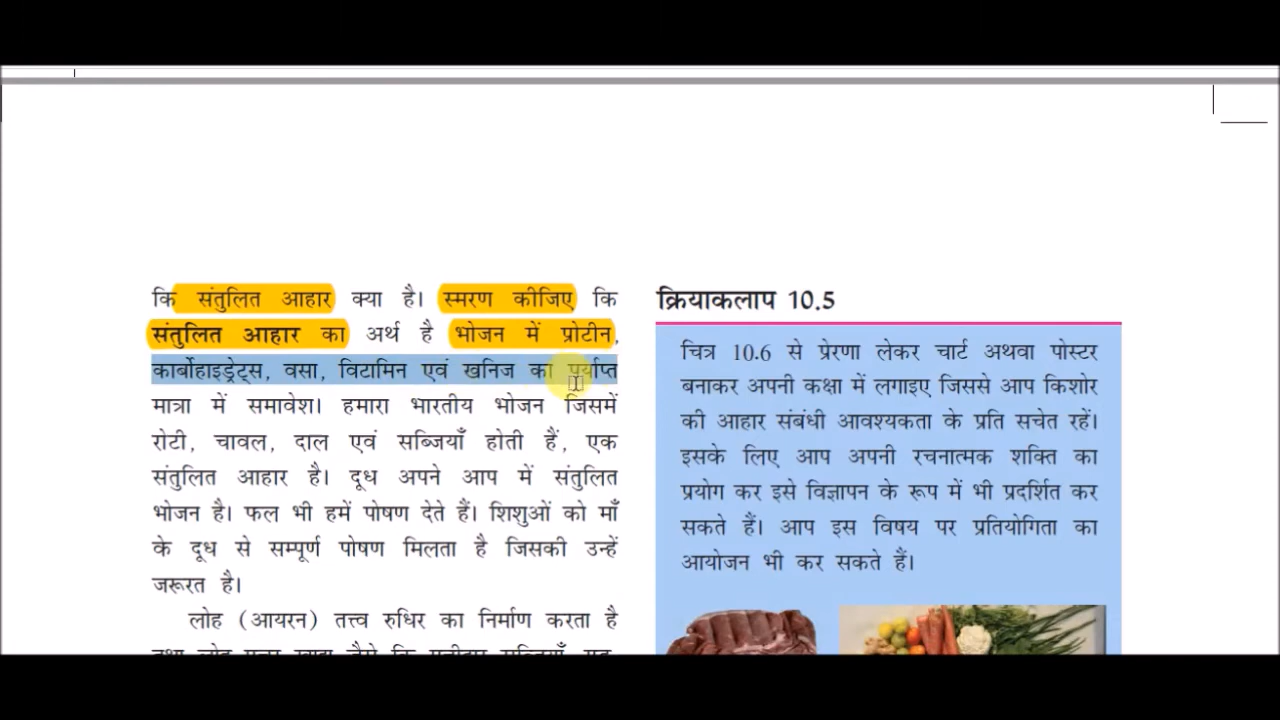 कि संतुलित आहार क्या है। स्मरण कीजिए कि
संतुलित आहार का अर्थ है भोजन में प्रोटीन,
कार्बोहाइड्रेट्स, वसा, विटामिन एवं खनिज का पर्याप्त
मात्रा में समावेश। हमारा भारतीय भोजन जिसमें
रोटी, चावल, दाल एवं सब्जियाँ होती हैं, एक
संतुलित आहार है। दूध अपने आप में संतुलित
भोजन है। फल भी हमें पोषण देते हैं। शिशुओं को माँ
के दूध से सम्पूर्ण पोषण मिलता है जिसकी उन्हें
जरूरत है।
लोह (आयरन) तत्त्व रुधिर का निर्माण करता है
क्रियाकलाप 10.5
चित्र 10.6 से प्रेरणा लेकर चार्ट अथवा पोस्टर
बनाकर अपनी कक्षा में लगाइए जिससे आप किशोर
की आहार संबंधी आवश्यकता के प्रति सचेत रहें।
इसके लिए आप अपनी रचनात्मक शक्ति का
प्रयोग कर इसे विज्ञापन के रूप में भी प्रदर्शित कर
सकते हैं। आप इस विषय पर प्रतियोगिता का
आयोजन भी कर सकते हैं।